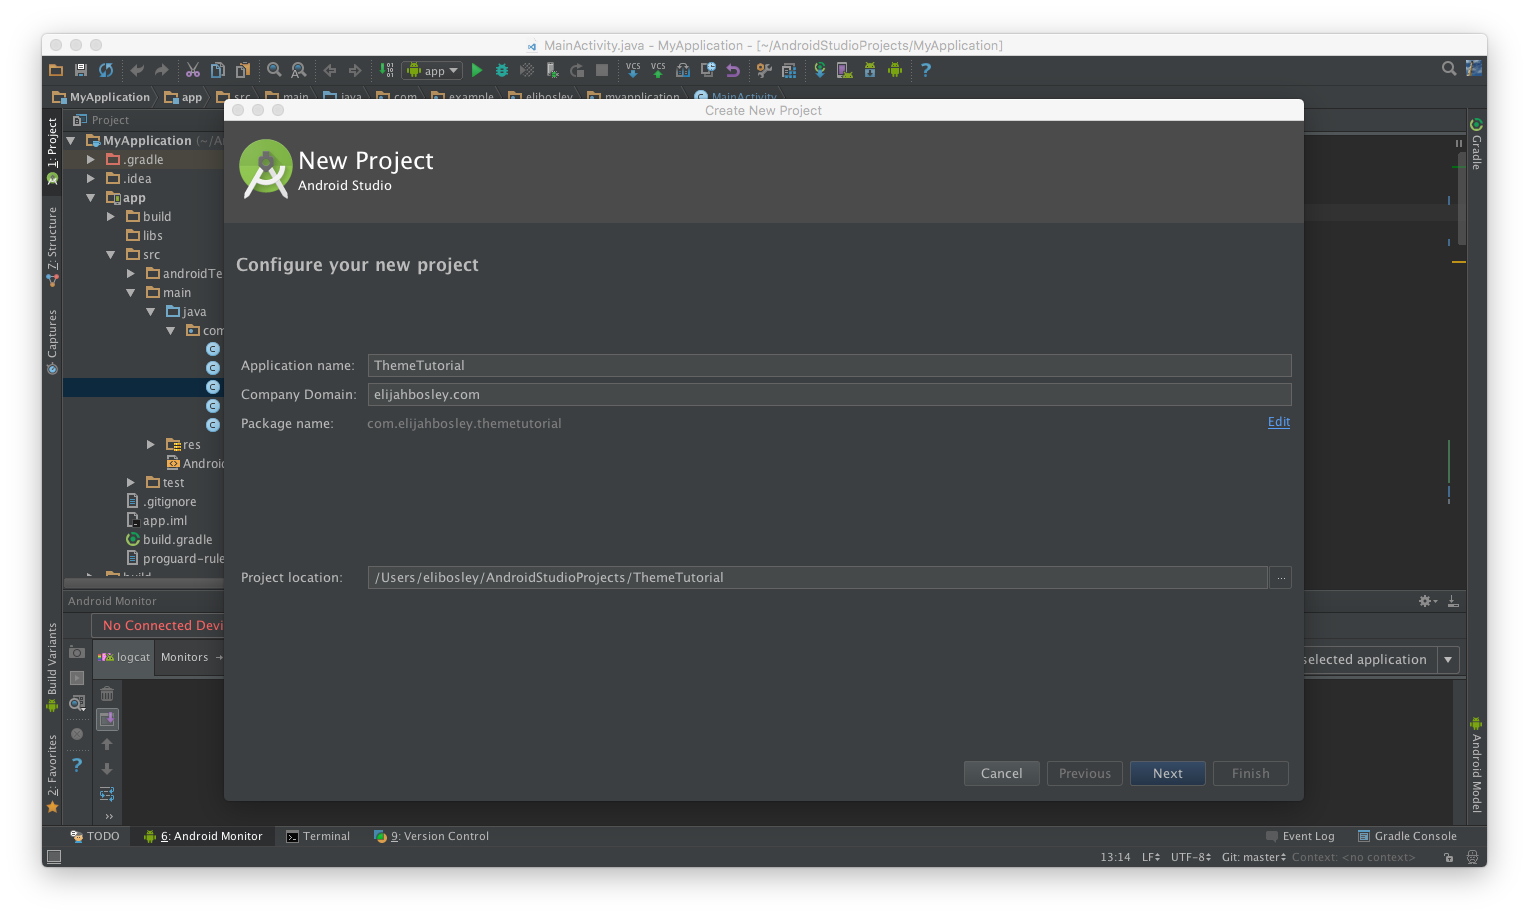 MainActivity.java - MyApplication - [~/AndroidStudioProjects/MyApplication]
app
VCS VCS
MyApplication app src main java com example elibosley myapplication MainActivity
Create New Project
New Project
Android Studio
Configure your new project
Application name: ThemeTutorial
Company Domain: elijahbosley.com
Package name: com.elijahbosley.themetutorial Edit
Project location: /Users/elibosley/AndroidStudioProjects/ThemeTutorial ...
Cancel Previous Next Finish
1: Project
7: Structure
Captures
Build Variants
2: Favorites
Project
MyApplication (~/A
.gradle
.idea
app
build
libs
src
androidTe
main
java
com
C
C
C
C
C
res
Android
test
.gitignore
app.iml
build.gradle
proguard-rule
build
Android Monitor
No Connected Devi
logcat Monitors
selected application
Gradle
Android Model
TODO 6: Android Monitor Terminal 9: Version Control Event Log Gradle Console
13:14 LF UTF-8 Git: master Context: <no context>